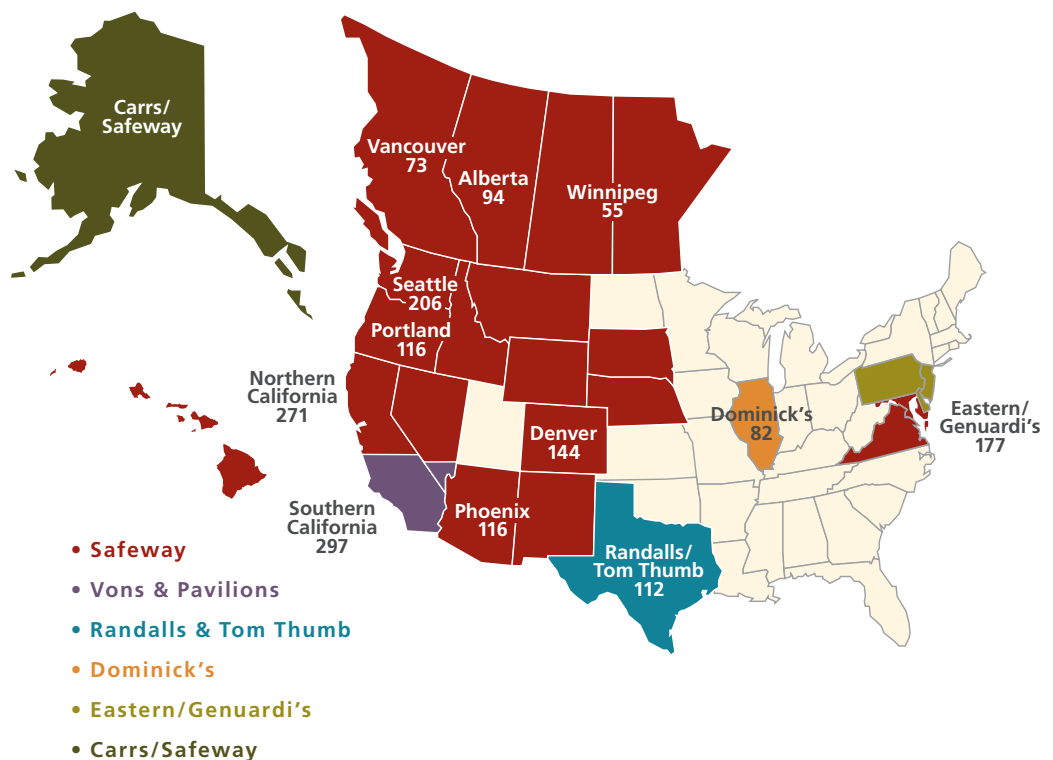 Carrs/
Safeway
Vancouver
73
Alberta
94
Winnipeg
55
Seattle
206
Portland
116
Northern
California
271
Denver
144
Dominick's
82
Eastern/
Genuardi's
177
Southern
California
297
Phoenix
116
Randalls/
Tom Thumb
112
• Safeway
• Vons & Pavilions
• Randalls & Tom Thumb
• Dominick's
• Eastern/Genuardi's
• Carrs/Safeway